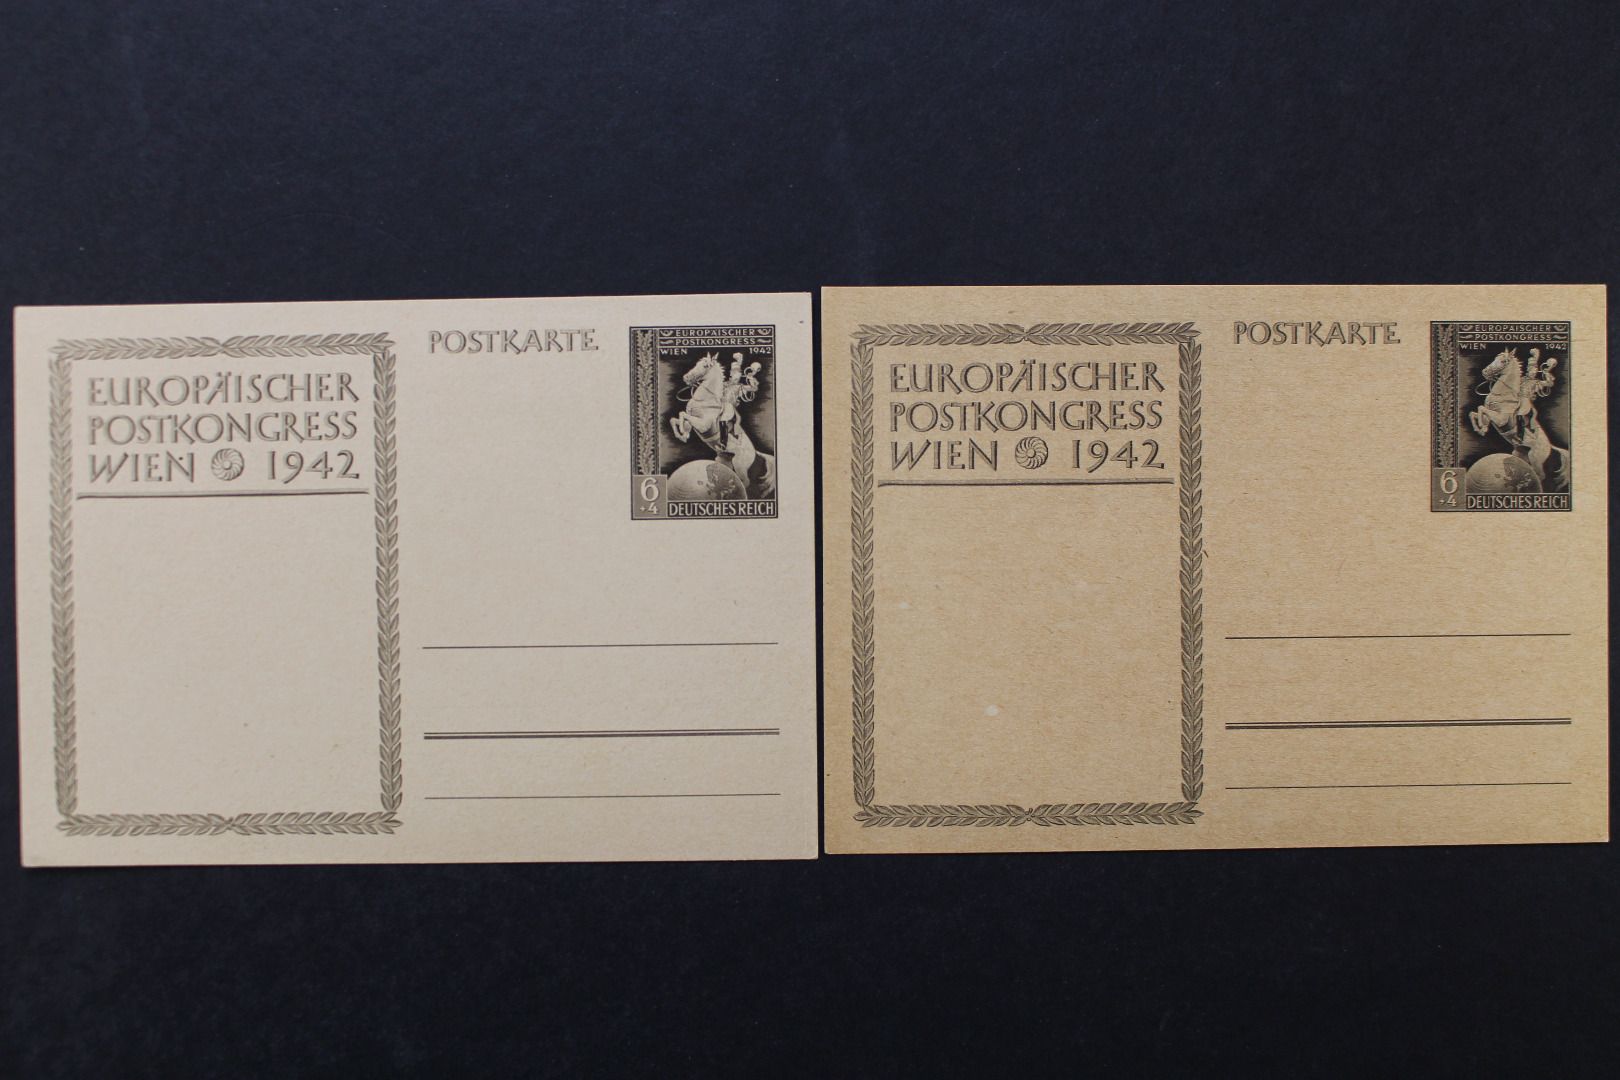 POSTKARTE
EUROPÄISCHER
POSTKONGRESS
WIEN 1942
EUROPÄISCHER
POSTKONGRESS
WIEN 1942
6
+4
DEUTSCHES REICH
POSTKARTE
EUROPÄISCHER
POSTKONGRESS
WIEN 1942
EUROPÄISCHER
POSTKONGRESS
WIEN 1942
6
+4
DEUTSCHES REICH